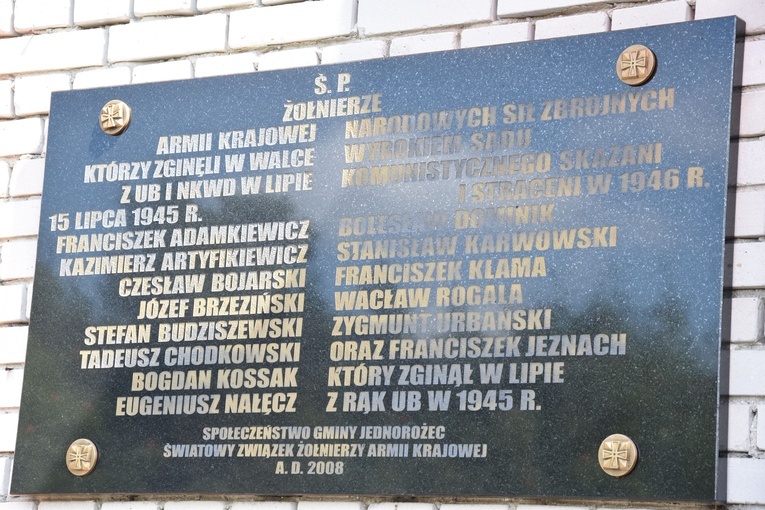 Ś. P.
ŻOŁNIERZE
ARMII KRAJOWEJ
KTÓRZY ZGINĘLI W WALCE
Z UB I NKWD W LIPIE
15 LIPCA 1945 R.
FRANCISZEK ADAMKIEWICZ
KAZIMIERZ ARTYFIKIEWICZ
CZESŁAW BOJARSKI
JÓZEF BRZEZIŃSKI
STEFAN BUDZISZEWSKI
TADEUSZ CHODKOWSKI
BOGDAN KOSSAK
EUGENIUSZ NAŁĘCZ
NARODOWYCH SIŁ ZBROJNYCH
WYROKIEM SĄDU
KOMUNISTYCZNEGO SKAZANI
I STRACENI W 1946 R.
BOLESŁAW
STANISŁAW KARWOWSKI
FRANCISZEK KLAMA
WACŁAW ROGALA
ZYGMUNT URBAŃSKI
ORAZ FRANCISZEK JEZNACH
KTÓRY ZGINĄŁ W LIPIE
Z RĄK UB W 1945 R.
SPOŁECZEŃSTWO GMINY JEDNOROŻEC
ŚWIATOWY ZWIĄZEK ŻOŁNIERZY ARMII KRAJOWEJ
A. D. 2008